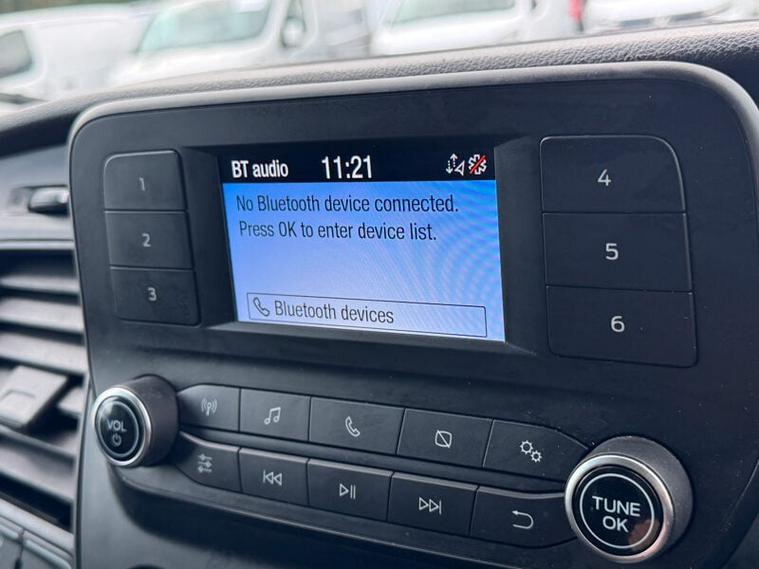 BT audio 11:21
No Bluetooth device connected.
Press OK to enter device list.
Bluetooth devices
1
2
3
4
5
6
VOL
TUNE
OK